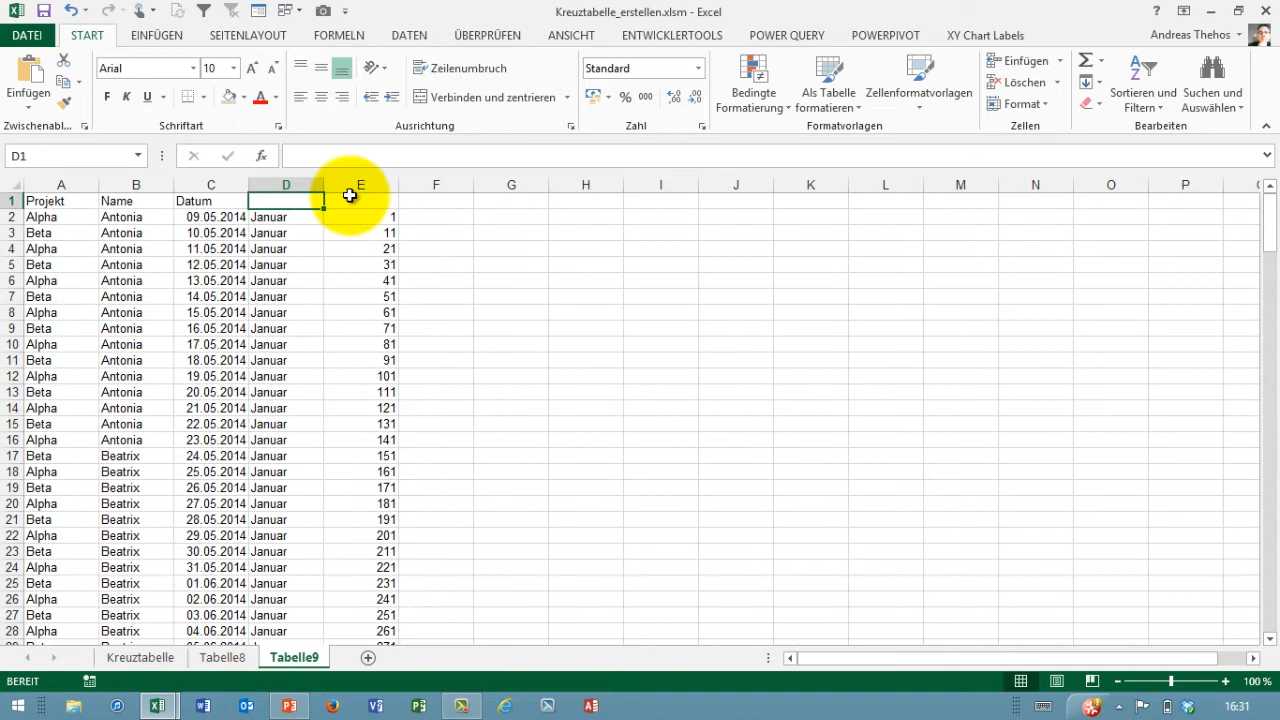 Kreuztabelle_erstellen.xlsm - Excel
DATEI START EINFÜGEN SEITENLAYOUT FORMELN DATEN ÜBERPRÜFEN ANSICHT ENTWICKLERTOOLS POWER QUERY POWERPIVOT XY Chart Labels Andreas Thehos
Einfügen
Arial 10
F K U
Zeilenumbruch
Verbinden und zentrieren
Standard
% 000
Bedingte Formatierung
Als Tabelle formatieren
Zellenformatvorlagen
Einfügen
Löschen
Format
Sortieren und Filtern
Suchen und Auswählen
Zwischenabl... Schriftart Ausrichtung Zahl Formatvorlagen Zellen Bearbeiten
D1
A B C D E F G H I J K L M N O P
1 Projekt Name Datum
2 Alpha Antonia 09.05.2014 Januar 1
3 Beta Antonia 10.05.2014 Januar 11
4 Alpha Antonia 11.05.2014 Januar 21
5 Beta Antonia 12.05.2014 Januar 31
6 Alpha Antonia 13.05.2014 Januar 41
7 Beta Antonia 14.05.2014 Januar 51
8 Alpha Antonia 15.05.2014 Januar 61
9 Beta Antonia 16.05.2014 Januar 71
10 Alpha Antonia 17.05.2014 Januar 81
11 Beta Antonia 18.05.2014 Januar 91
12 Alpha Antonia 19.05.2014 Januar 101
13 Beta Antonia 20.05.2014 Januar 111
14 Alpha Antonia 21.05.2014 Januar 121
15 Beta Antonia 22.05.2014 Januar 131
16 Alpha Antonia 23.05.2014 Januar 141
17 Beta Beatrix 24.05.2014 Januar 151
18 Alpha Beatrix 25.05.2014 Januar 161
19 Beta Beatrix 26.05.2014 Januar 171
20 Alpha Beatrix 27.05.2014 Januar 181
21 Beta Beatrix 28.05.2014 Januar 191
22 Alpha Beatrix 29.05.2014 Januar 201
23 Beta Beatrix 30.05.2014 Januar 211
24 Alpha Beatrix 31.05.2014 Januar 221
25 Beta Beatrix 01.06.2014 Januar 231
26 Alpha Beatrix 02.06.2014 Januar 241
27 Beta Beatrix 03.06.2014 Januar 251
28 Alpha Beatrix 04.06.2014 Januar 261
Kreuztabelle Tabelle8 Tabelle9
BEREIT 100 %
16:31